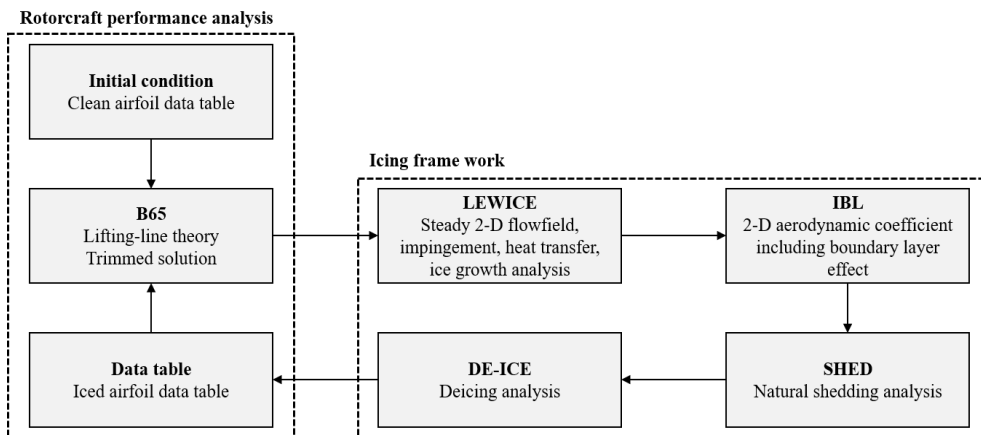 Rotorcraft performance analysis
Initial condition
Clean airfoil data table
B65
Lifting-line theory
Trimmed solution
Data table
Iced airfoil data table
Icing frame work
LEWICE
Steady 2-D flowfield,
impingement, heat transfer,
ice growth analysis
IBL
2-D aerodynamic coefficient
including boundary layer
effect
DE-ICE
Deicing analysis
SHED
Natural shedding analysis